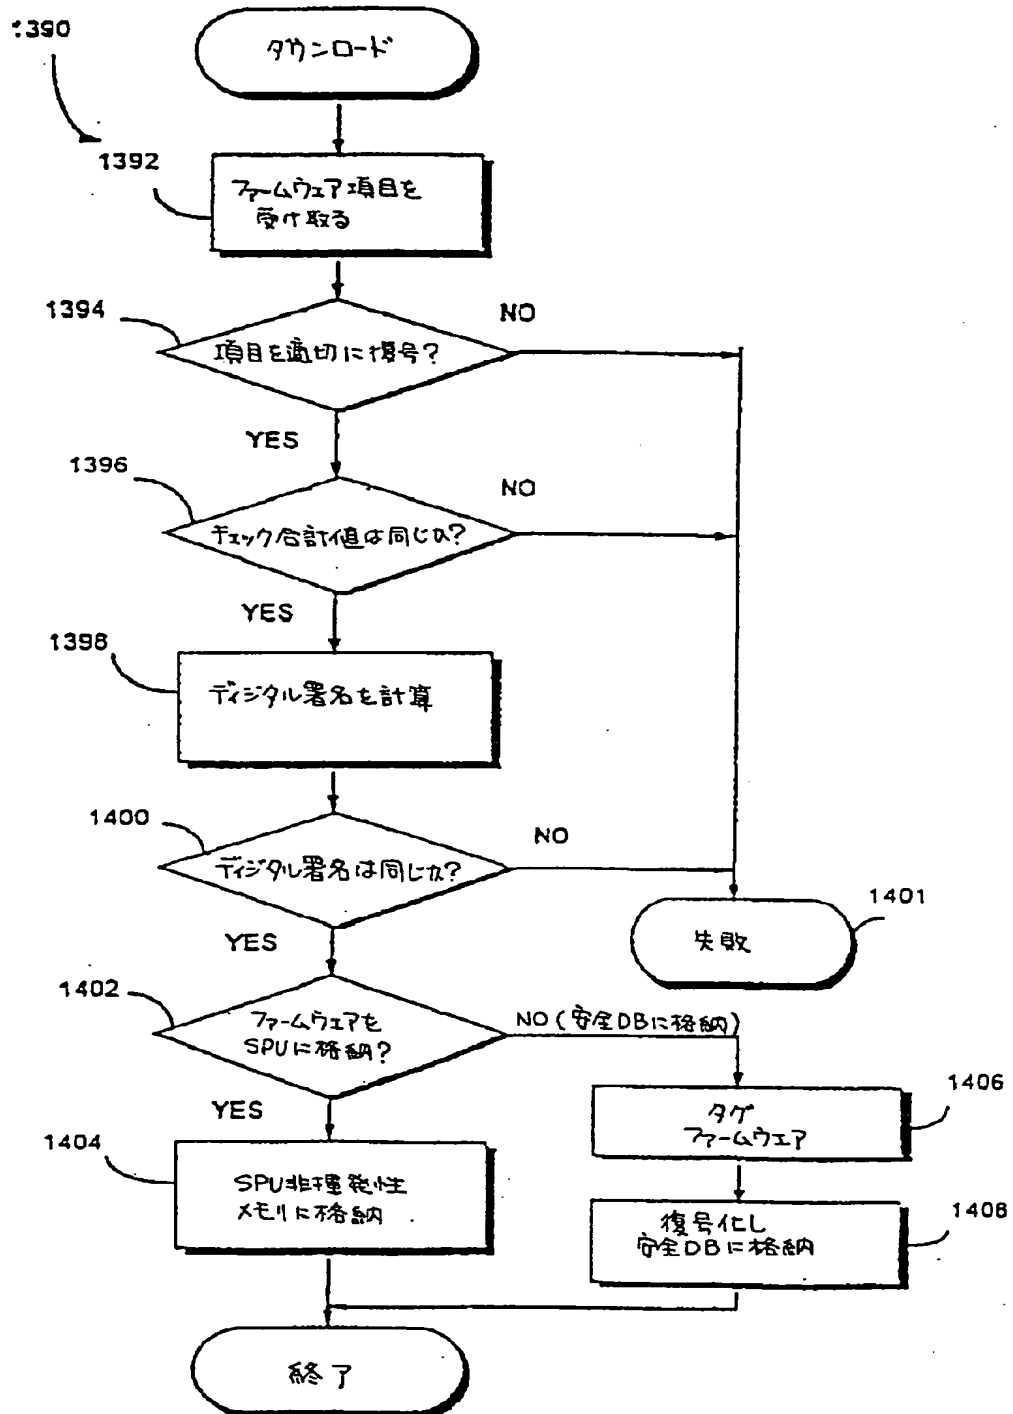 1390
ダウンロード
1392
ファームウェア項目を
受け取る
1394
NO
項目を適切に復号?
YES
1396
NO
チェック合計値は同じか?
YES
1398
ディジタル署名を計算
1400
NO
ディジタル署名は同じか?
1401
失敗
YES
1402
ファームウェアを
SPUに格納?
NO(安全DBに格納)
YES
1406
タグ
ファームウェア
1404
SPU非揮発性
メモリに格納
1408
復号化し
安全DBに格納
終了